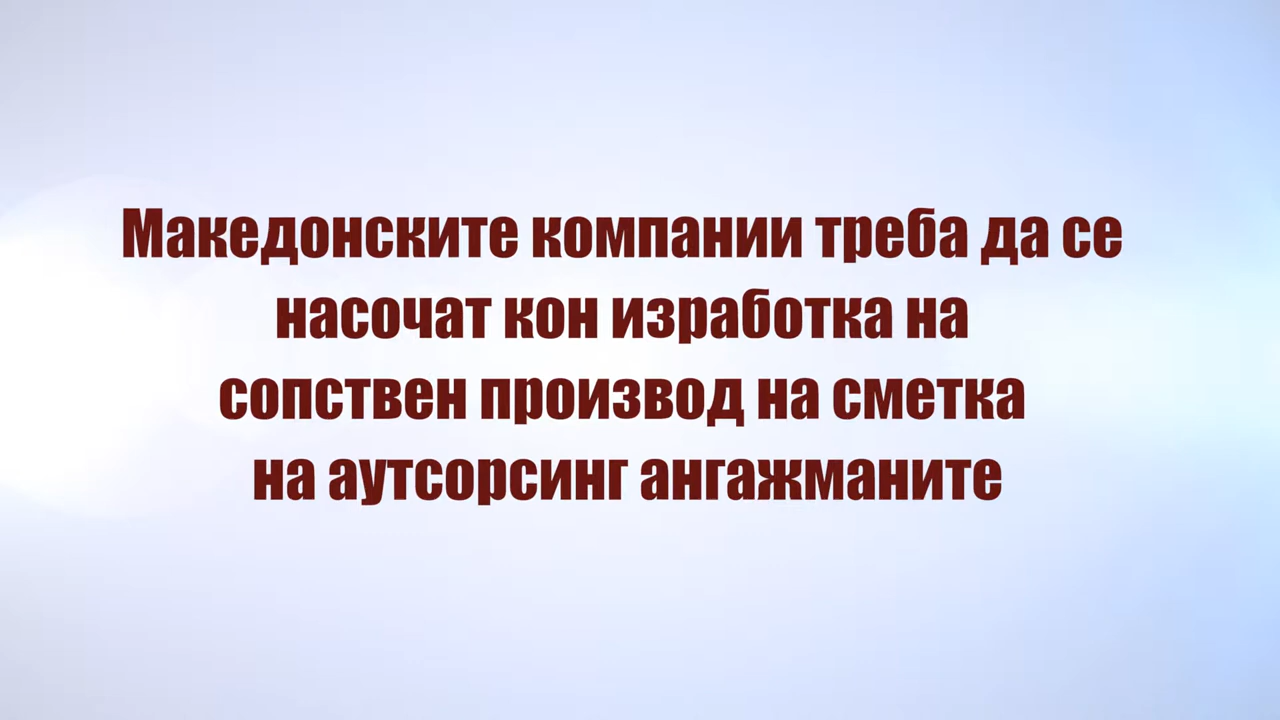 Македонските компании треба да се
насочат кон изработка на
сопствен производ на сметка
на аутсорсинг ангажманите